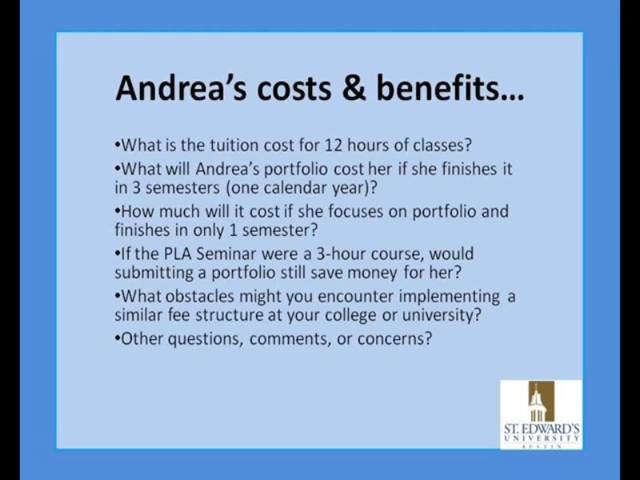 Andrea's costs & benefits...
•What is the tuition cost for 12 hours of classes?
•What will Andrea's portfolio cost her if she finishes it
in 3 semesters (one calendar year)?
•How much will it cost if she focuses on portfolio and
finishes in only 1 semester?
•If the PLA Seminar were a 3-hour course, would
submitting a portfolio still save money for her?
•What obstacles might you encounter implementing a
similar fee structure at your college or university?
•Other questions, comments, or concerns?
ST. EDWARD'S
UNIVERSITY
AUSTIN